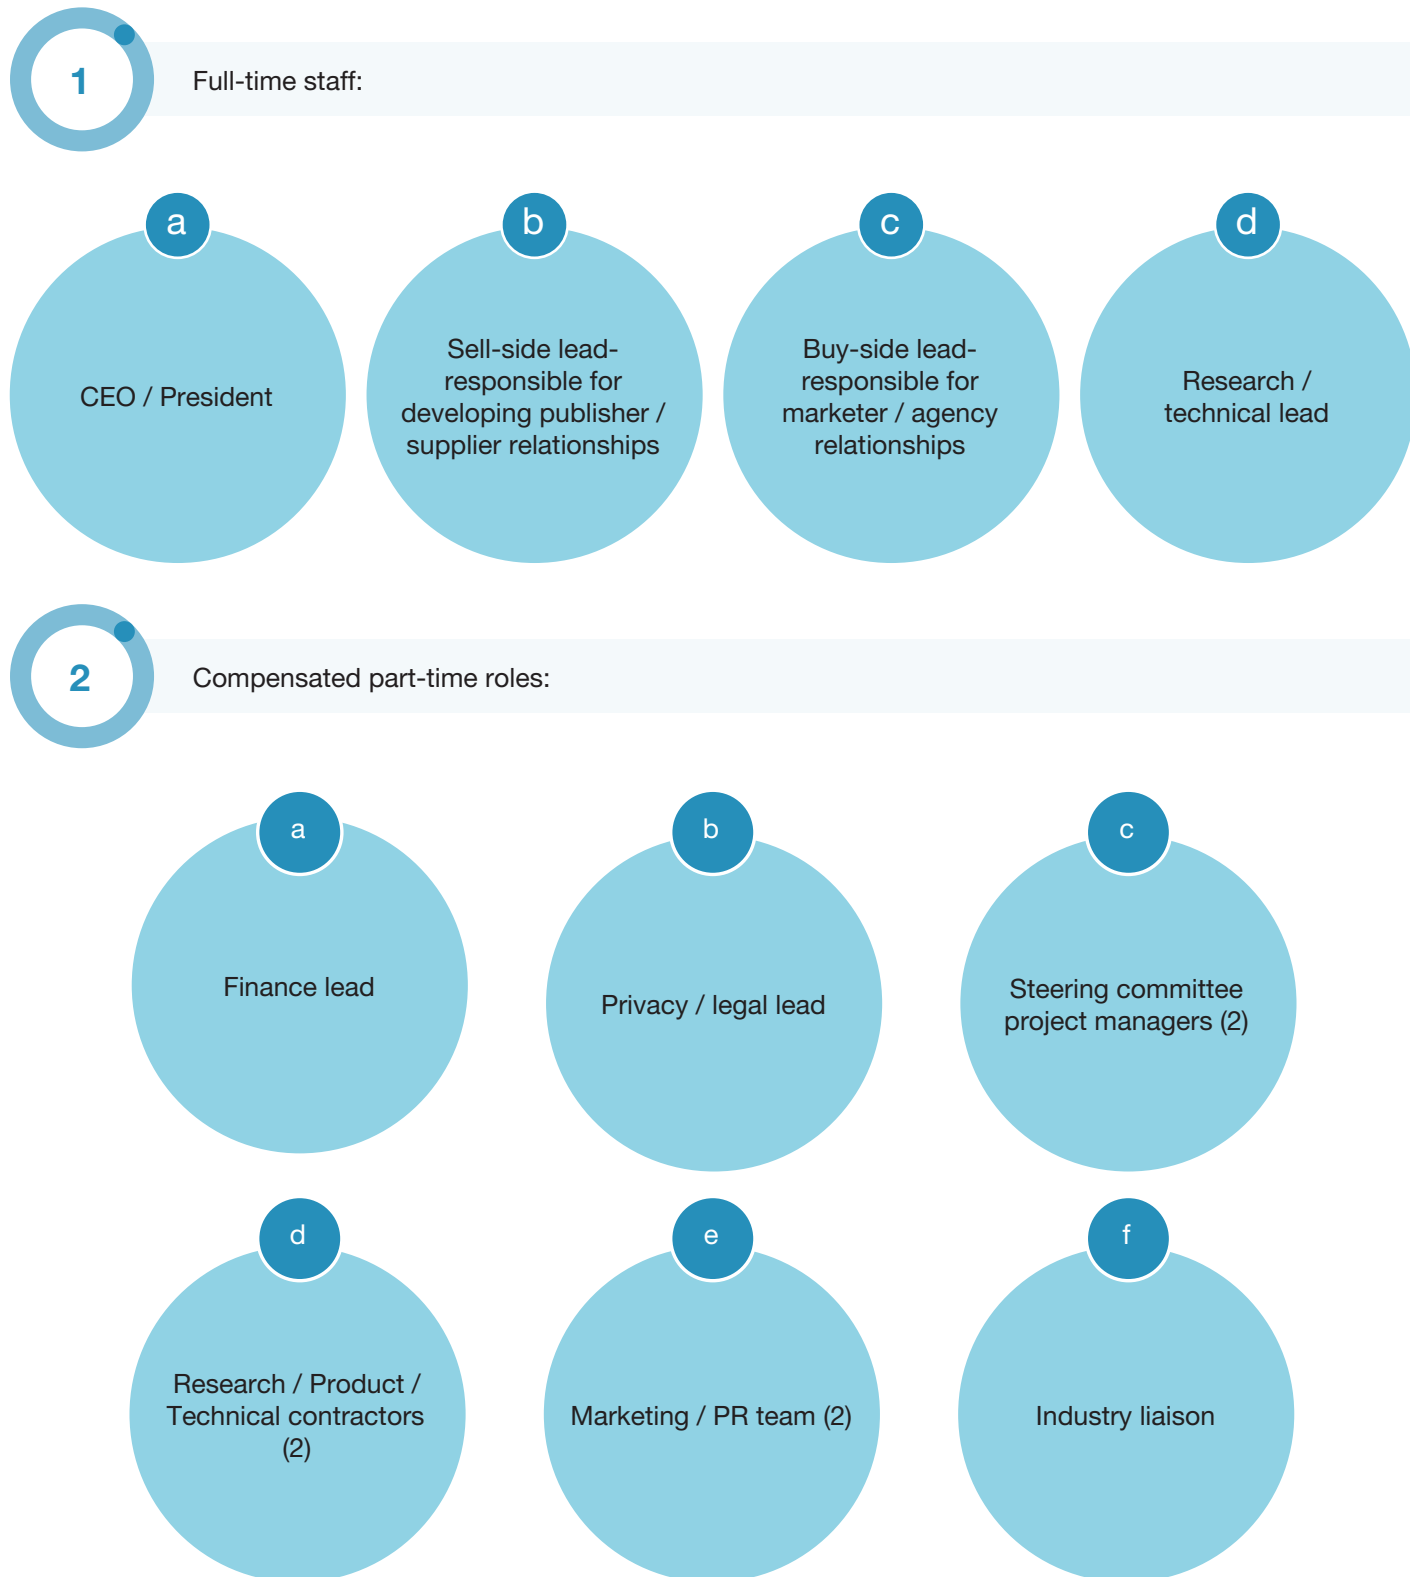 1
Full-time staff:
a
CEO / President
b
Sell-side lead-
responsible for
developing publisher /
supplier relationships
c
Buy-side lead-
responsible for
marketer / agency
relationships
d
Research /
technical lead
2
Compensated part-time roles:
a
Finance lead
b
Privacy / legal lead
c
Steering committee
project managers (2)
d
Research / Product /
Technical contractors
(2)
e
Marketing / PR team (2)
f
Industry liaison